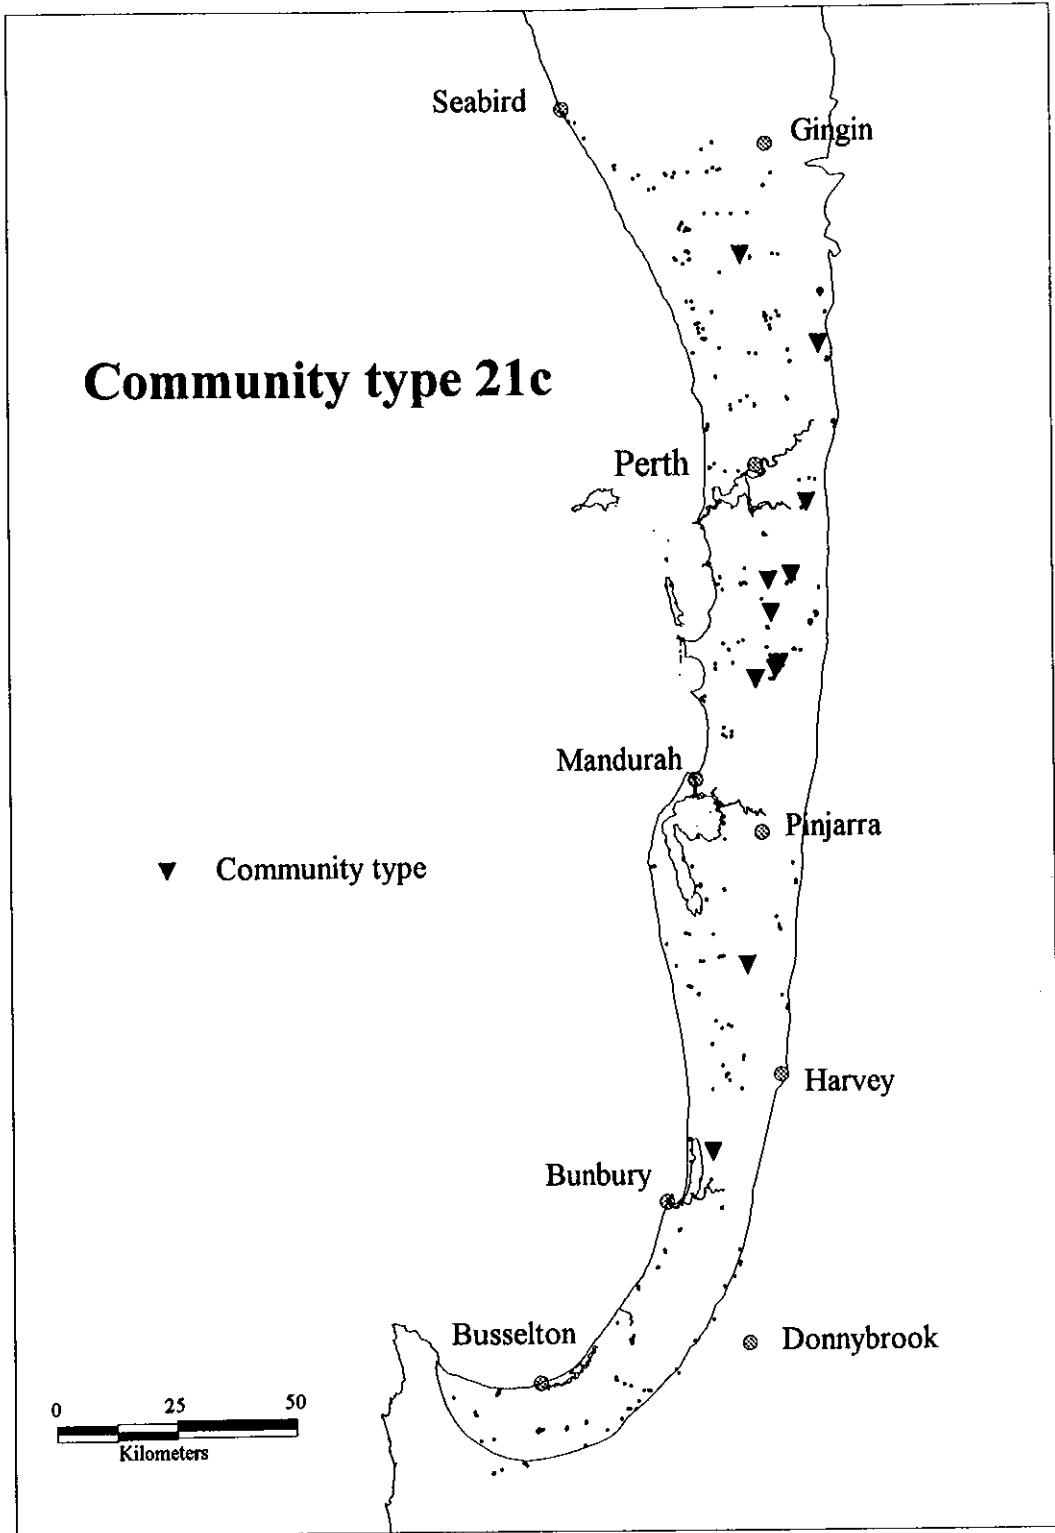 Seabird
Gingin
Community type 21c
Perth
Mandurah
Pinjarra
Community type
Harvey
Bunbury
Busselton
Donnybrook
0 25 50
Kilometers